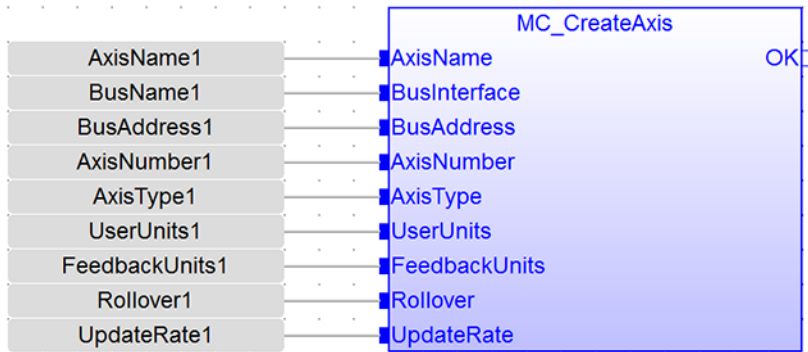 MC_CreateAxis
AxisName1 AxisName OK
BusName1 BusInterface
BusAddress1 BusAddress
AxisNumber1 AxisNumber
AxisType1 AxisType
UserUnits1 UserUnits
FeedbackUnits1 FeedbackUnits
Rollover1 Rollover
UpdateRate1 UpdateRate